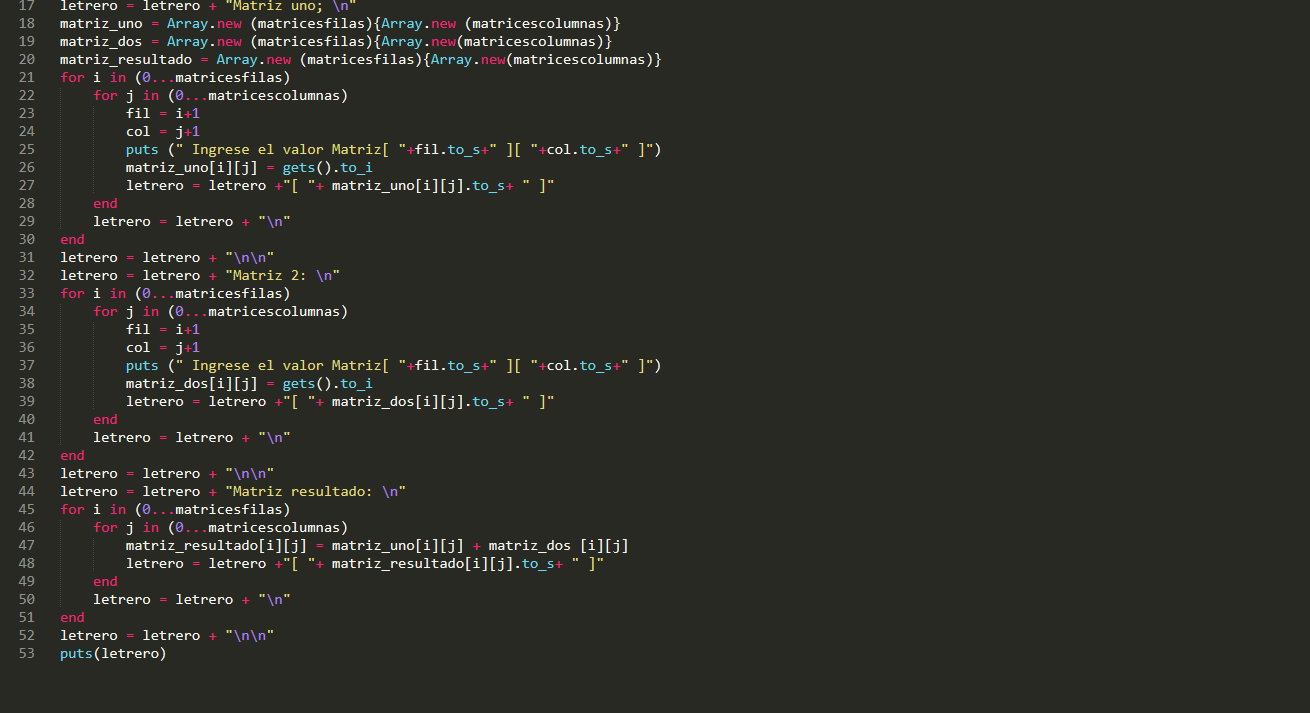 17 letrero = letrero + "Matriz uno; \n"
18 matriz_uno = Array.new (matricesfilas){Array.new (matricescolumnas)}
19 matriz_dos = Array.new (matricesfilas){Array.new(matricescolumnas)}
20 matriz_resultado = Array.new (matricesfilas){Array.new(matricescolumnas)}
21 for i in (0...matricesfilas)
22     for j in (0...matricescolumnas)
23         fil = i+1
24         col = j+1
25         puts (" Ingrese el valor Matriz[ "+fil.to_s+" ][ "+col.to_s+" ]")
26         matriz_uno[i][j] = gets().to_i
27         letrero = letrero +"[ "+ matriz_uno[i][j].to_s+ " ]"
28     end
29     letrero = letrero + "\n"
30 end
31 letrero = letrero + "\n\n"
32 letrero = letrero + "Matriz 2: \n"
33 for i in (0...matricesfilas)
34     for j in (0...matricescolumnas)
35         fil = i+1
36         col = j+1
37         puts (" Ingrese el valor Matriz[ "+fil.to_s+" ][ "+col.to_s+" ]")
38         matriz_dos[i][j] = gets().to_i
39         letrero = letrero +"[ "+ matriz_dos[i][j].to_s+ " ]"
40     end
41     letrero = letrero + "\n"
42 end
43 letrero = letrero + "\n\n"
44 letrero = letrero + "Matriz resultado: \n"
45 for i in (0...matricesfilas)
46     for j in (0...matricescolumnas)
47         matriz_resultado[i][j] = matriz_uno[i][j] + matriz_dos [i][j]
48         letrero = letrero +"[ "+ matriz_resultado[i][j].to_s+ " ]"
49     end
50     letrero = letrero + "\n"
51 end
52 letrero = letrero + "\n\n"
53 puts(letrero)